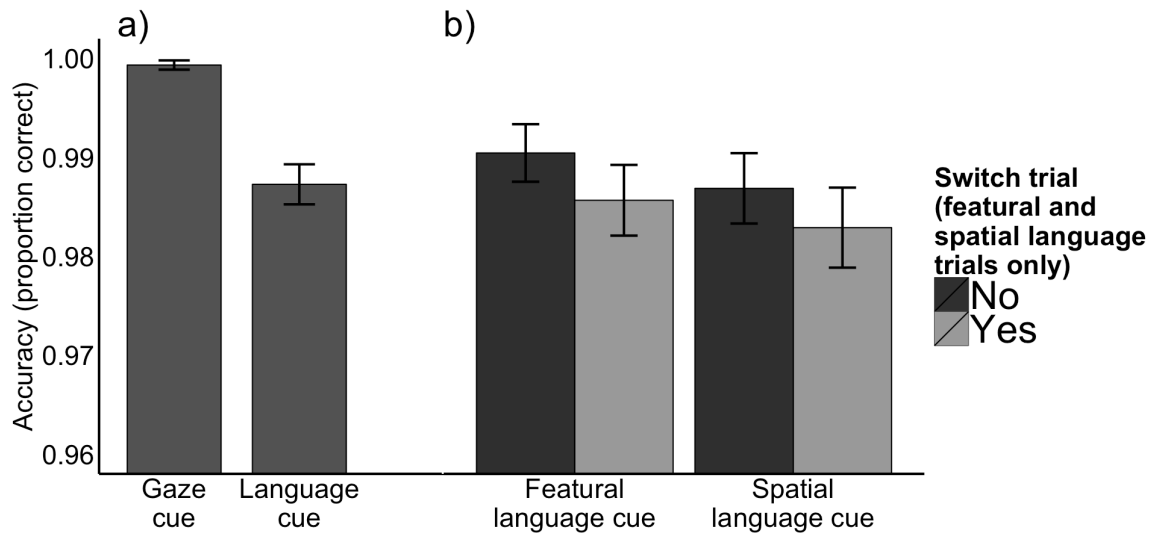 a)
b)
Accuracy (proportion correct)
1.00
0.99
0.98
0.97
0.96
Gaze
cue
Language
cue
Featural
language cue
Spatial
language cue
Switch trial
(featural and
spatial language
trials only)
No
Yes